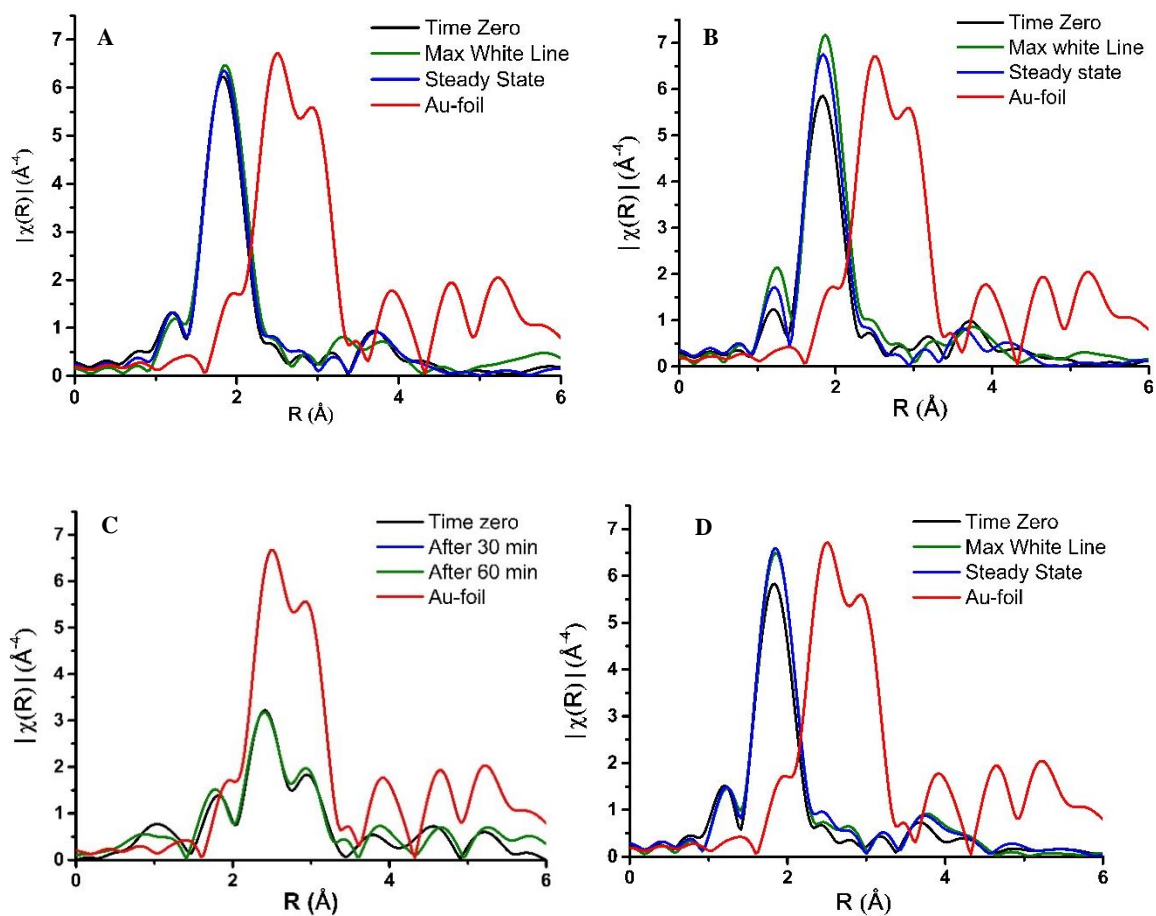 A
Time Zero
Max White Line
Steady State
Au-foil
7
6
5
4
3
2
1
0
|χ(R)| (Å⁻⁴)
0 2 4 6
R (Å)
B
Time Zero
Max white Line
Steady state
Au-foil
7
6
5
4
3
2
1
0
|χ(R)| (Å⁻⁴)
0 2 4 6
R (Å)
C
Time zero
After 30 min
After 60 min
Au-foil
7
6
5
4
3
2
1
0
|χ(R)| (Å⁻⁴)
0 2 4 6
R (Å)
D
Time Zero
Max White Line
Steady State
Au-foil
7
6
5
4
3
2
1
0
|χ(R)| (Å⁻⁴)
0 2 4 6
R (Å)